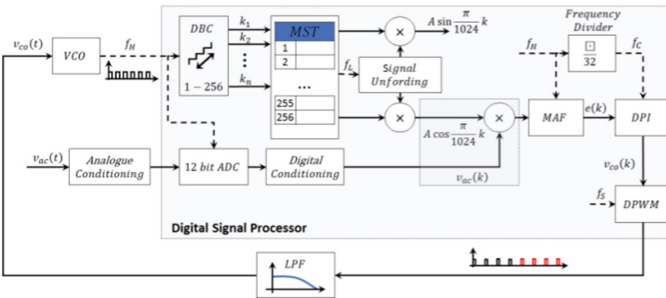 v_co(t)
VCO
f_H
DBC
1 − 256
k_1
k_2
⋮
k_n
MST
1
2
...
255
256
f_L
Signal
Unfording
×
A sin π/1024 k
×
A cos π/1024 k
×
v_ac(k)
Frequency
Divider
f_H
⊡/32
f_C
MAF
e(k)
DPI
v_co(k)
f_S
DPWM
v_ac(t)
Analogue
Conditioning
12 bit ADC
Digital
Conditioning
Digital Signal Processor
LPF